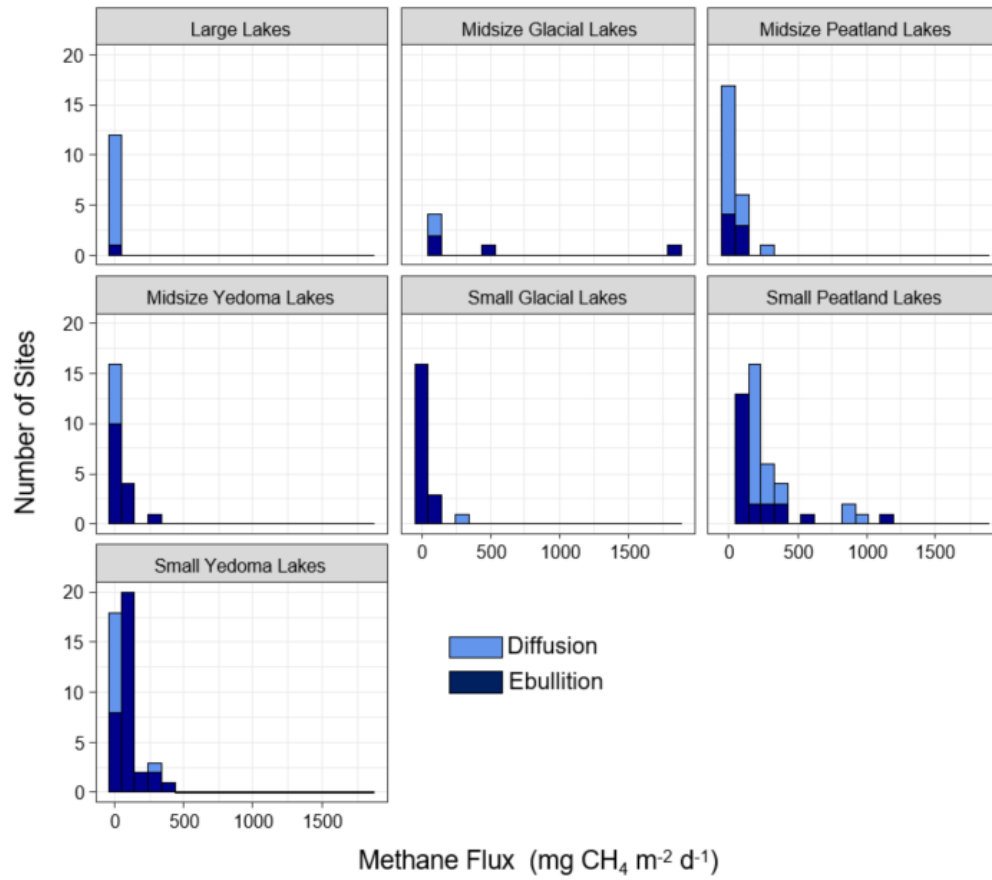 Large Lakes
Midsize Glacial Lakes
Midsize Peatland Lakes
20
15
10
5
0
Midsize Yedoma Lakes
Small Glacial Lakes
Small Peatland Lakes
20
15
10
5
0
0 500 1000 1500
0 500 1000 1500
Small Yedoma Lakes
20
15
10
5
0
0 500 1000 1500
Number of Sites
Diffusion
Ebullition
Methane Flux (mg CH₄ m⁻² d⁻¹)